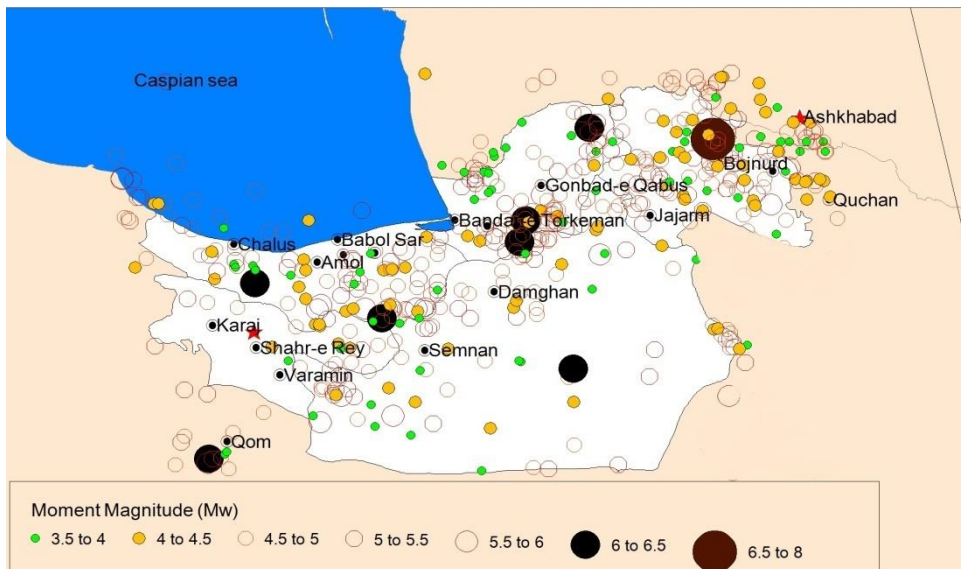 Caspian sea
Ashkhabad
Bojnurd
Gonbad-e Qabus
Quchan
Jajarm
Bandar-e Torkeman
Babol Sar
Chalus
Amol
Damghan
Karaj
Shahr-e Rey
Semnan
Varamin
Qom
Moment Magnitude (Mw)
3.5 to 4 4 to 4.5 4.5 to 5 5 to 5.5 5.5 to 6 6 to 6.5 6.5 to 8